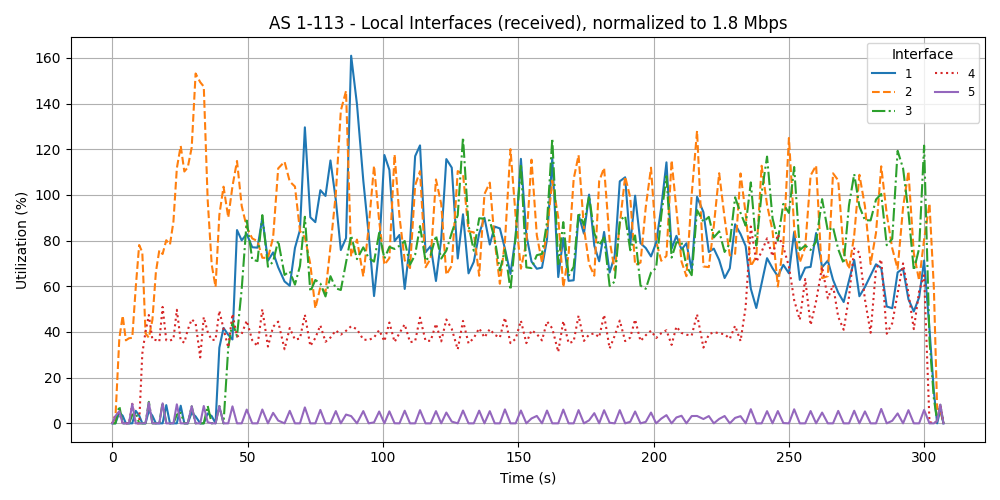 AS 1-113 - Local Interfaces (received), normalized to 1.8 Mbps
Utilization (%)
160
140
120
100
80
60
40
20
0
0 50 100 150 200 250 300
Time (s)
Interface
1 4
2 5
3